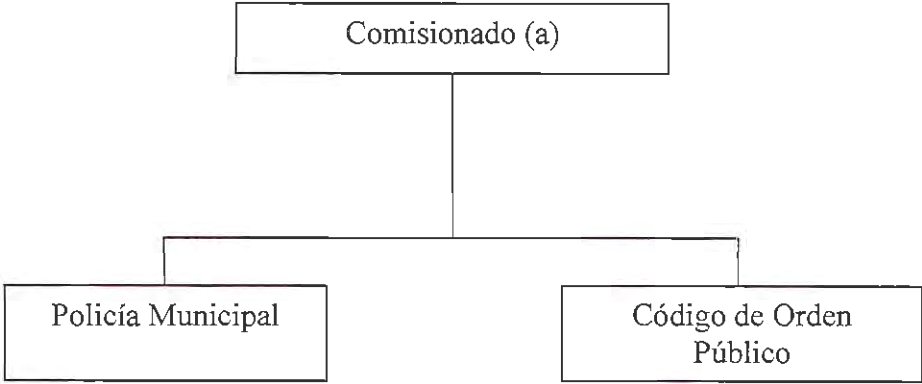 Comisionado (a)
Policía Municipal
Código de Orden
Público